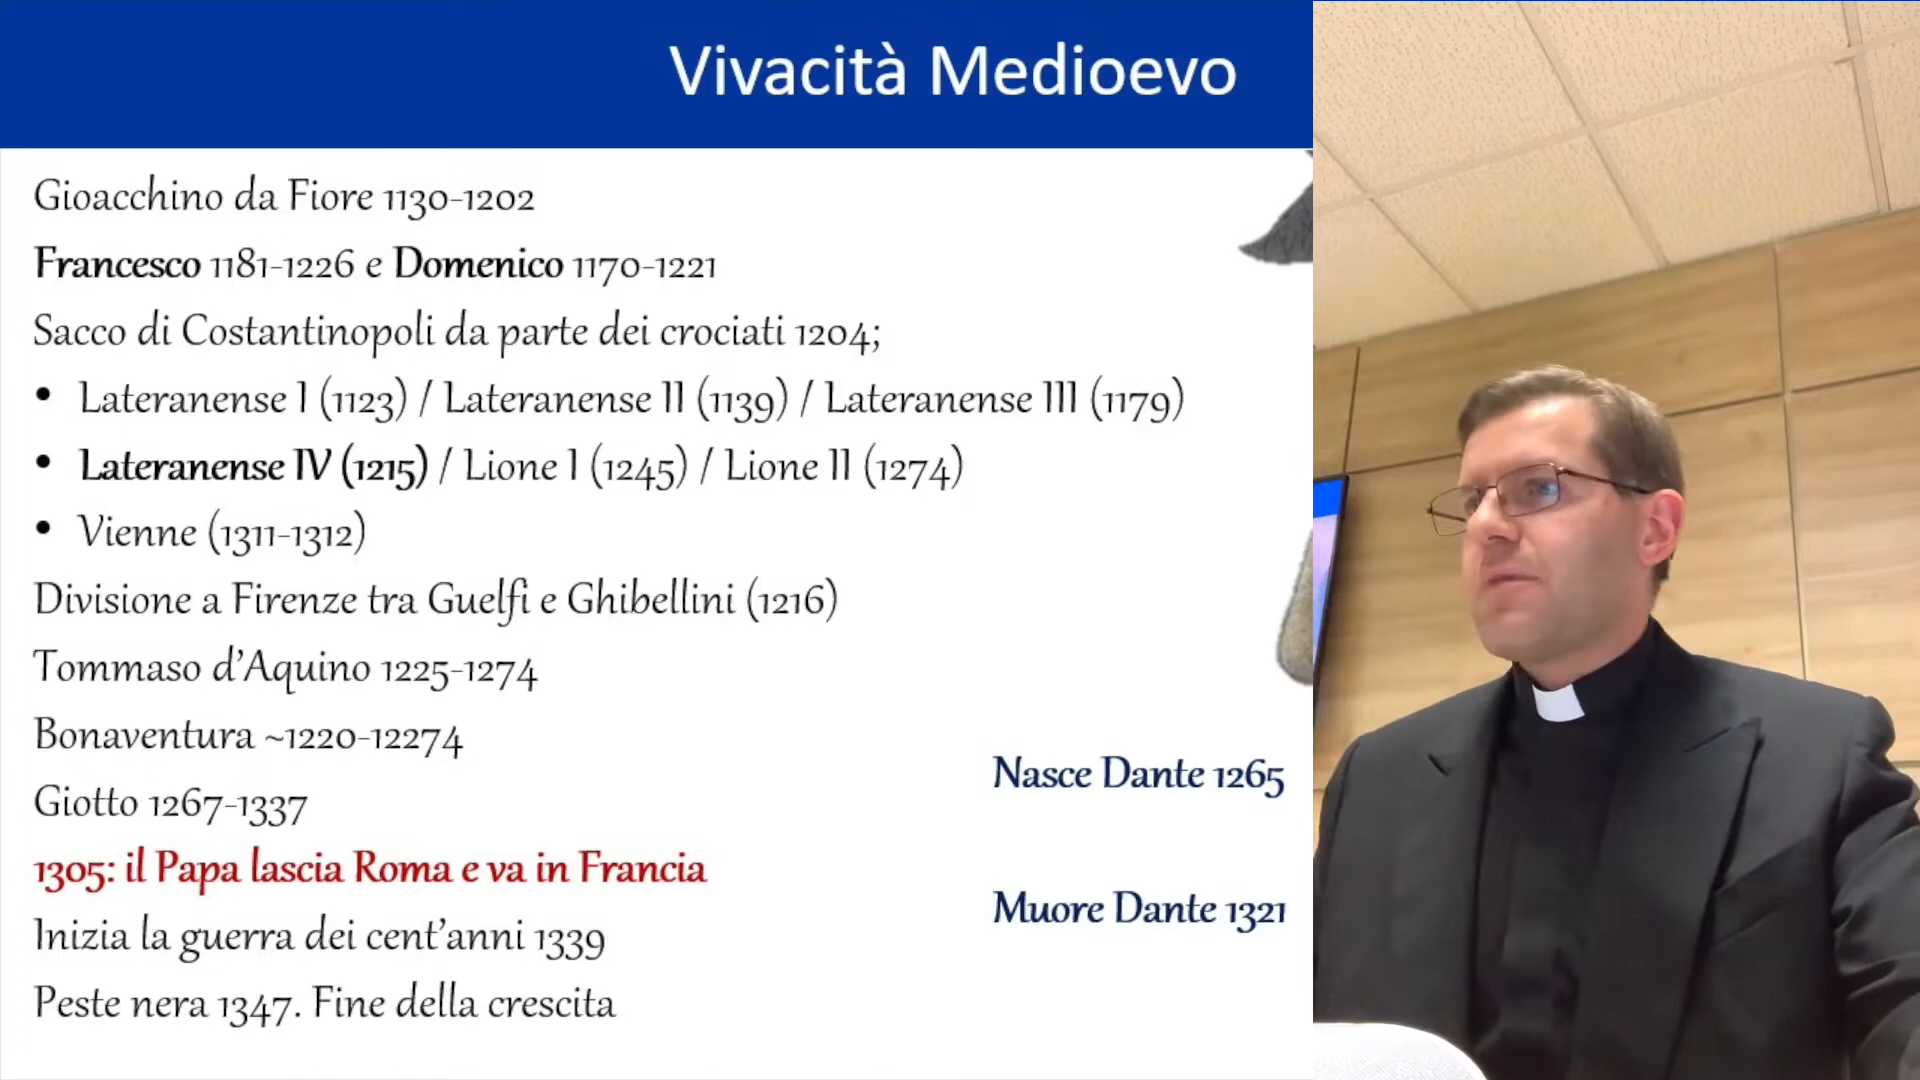 Vivacità Medioevo
Gioacchino da Fiore 1130-1202
Francesco 1181-1226 e Domenico 1170-1221
Sacco di Costantinopoli da parte dei crociati 1204;
• Lateranense I (1123) / Lateranense II (1139) / Lateranense III (1179)
• Lateranense IV (1215) / Lione I (1245) / Lione II (1274)
• Vienne (1311-1312)
Divisione a Firenze tra Guelfi e Ghibellini (1216)
Tommaso d'Aquino 1225-1274
Bonaventura ~1220-12274
Nasce Dante 1265
Giotto 1267-1337
1305: il Papa lascia Roma e va in Francia
Muore Dante 1321
Inizia la guerra dei cent'anni 1339
Peste nera 1347. Fine della crescita